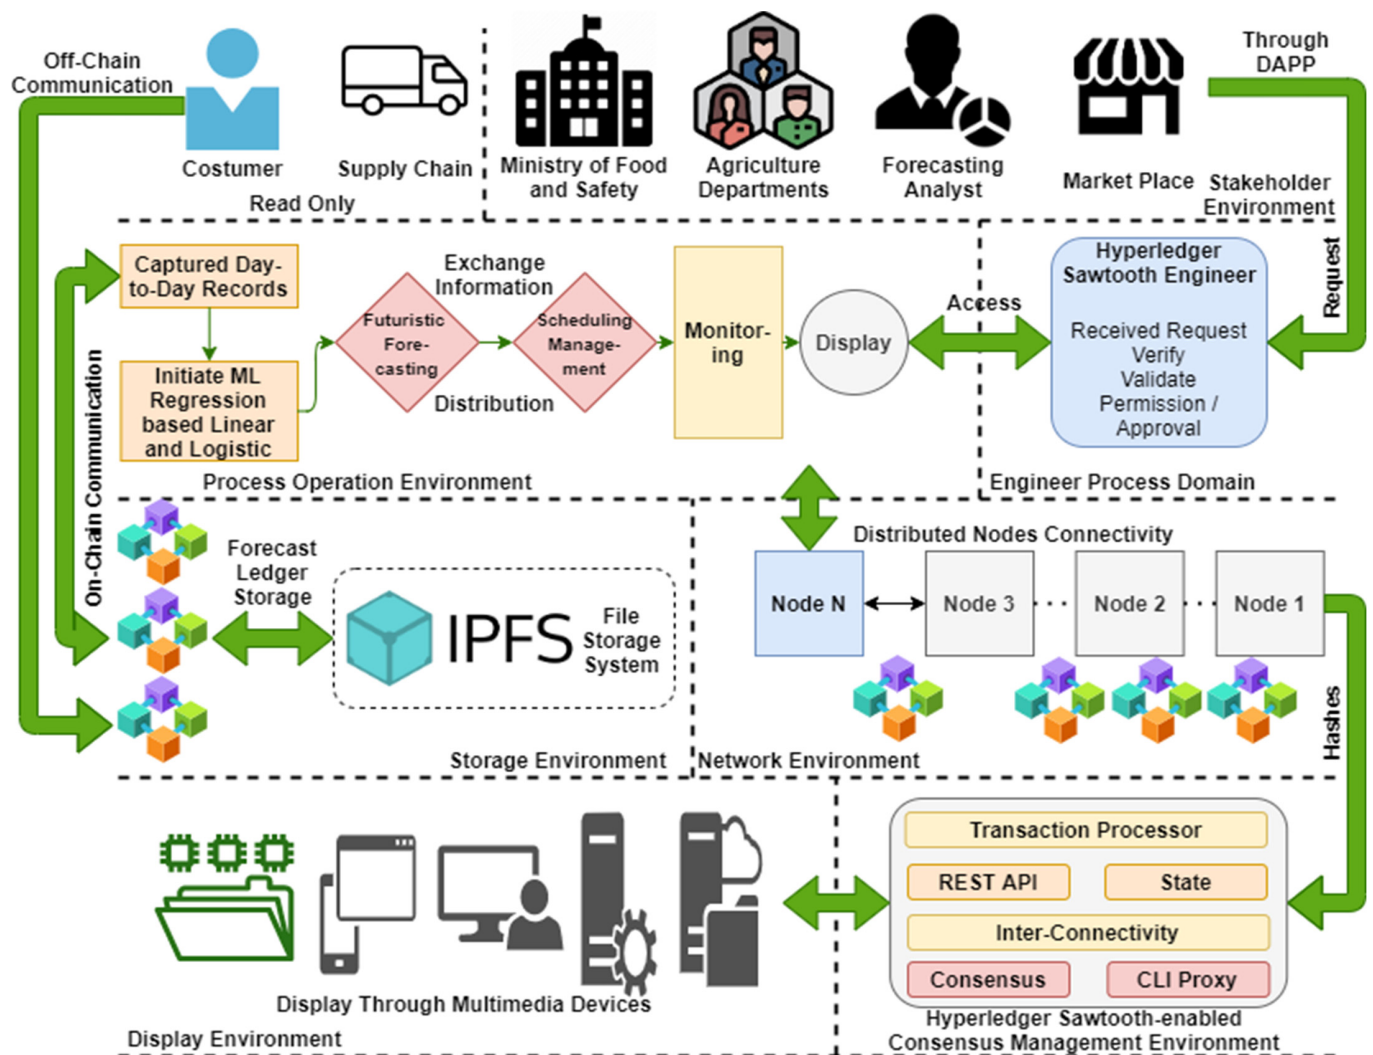 Off-Chain
Communication
Costumer
Supply Chain
Read Only
Ministry of Food
and Safety
Agriculture
Departments
Forecasting
Analyst
Market Place
Through
DAPP
Stakeholder
Environment
Request
Captured Day-
to-Day Records
Initiate ML
Regression
based Linear
and Logistic
Futuristic
Fore-
casting
Exchange
Information
Distribution
Scheduling
Manage-
ment
Monitor-
ing
Display
Access
Hyperledger
Sawtooth Engineer
Received Request
Verify
Validate
Permission /
Approval
Process Operation Environment
Engineer Process Domain
On-Chain Communication
Forecast
Ledger
Storage
IPFS
File
Storage
System
Storage Environment
Distributed Nodes Connectivity
Node N
Node 3
Node 2
Node 1
Network Environment
Hashes
Display Through Multimedia Devices
Display Environment
Transaction Processor
REST API
State
Inter-Connectivity
Consensus
CLI Proxy
Hyperledger Sawtooth-enabled
Consensus Management Environment